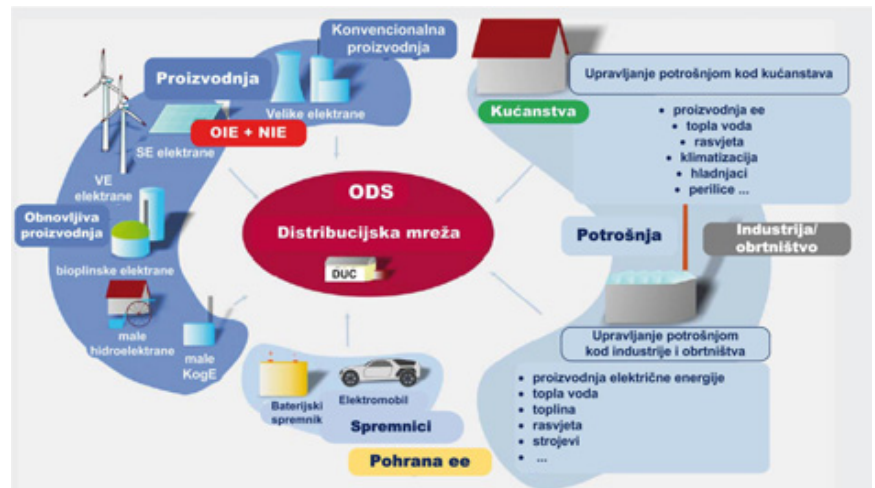 Konvencionalna
proizvodnja
Proizvodnja
Velike elektrane
OIE + NIE
SE elektrane
VE
elektrane
Obnovljiva
proizvodnja
bioplinske elektrane
male
hidroelektrane
male
KogE
ODS
Distribucijska mreža
DUC
Baterijski
spremnik
Elektromobil
Spremnici
Pohrana ee
Kućanstva
Upravljanje potrošnjom kod kućanstava
• proizvodnja ee
• topla voda
• rasvjeta
• klimatizacija
• hladnjaci
• perilice ...
Potrošnja
Industrija/
obrtništvo
Upravljanje potrošnjom
kod industrije i obrtništva
• proizvodnja električne energije
• topla voda
• toplina
• rasvjeta
• strojevi
• ...